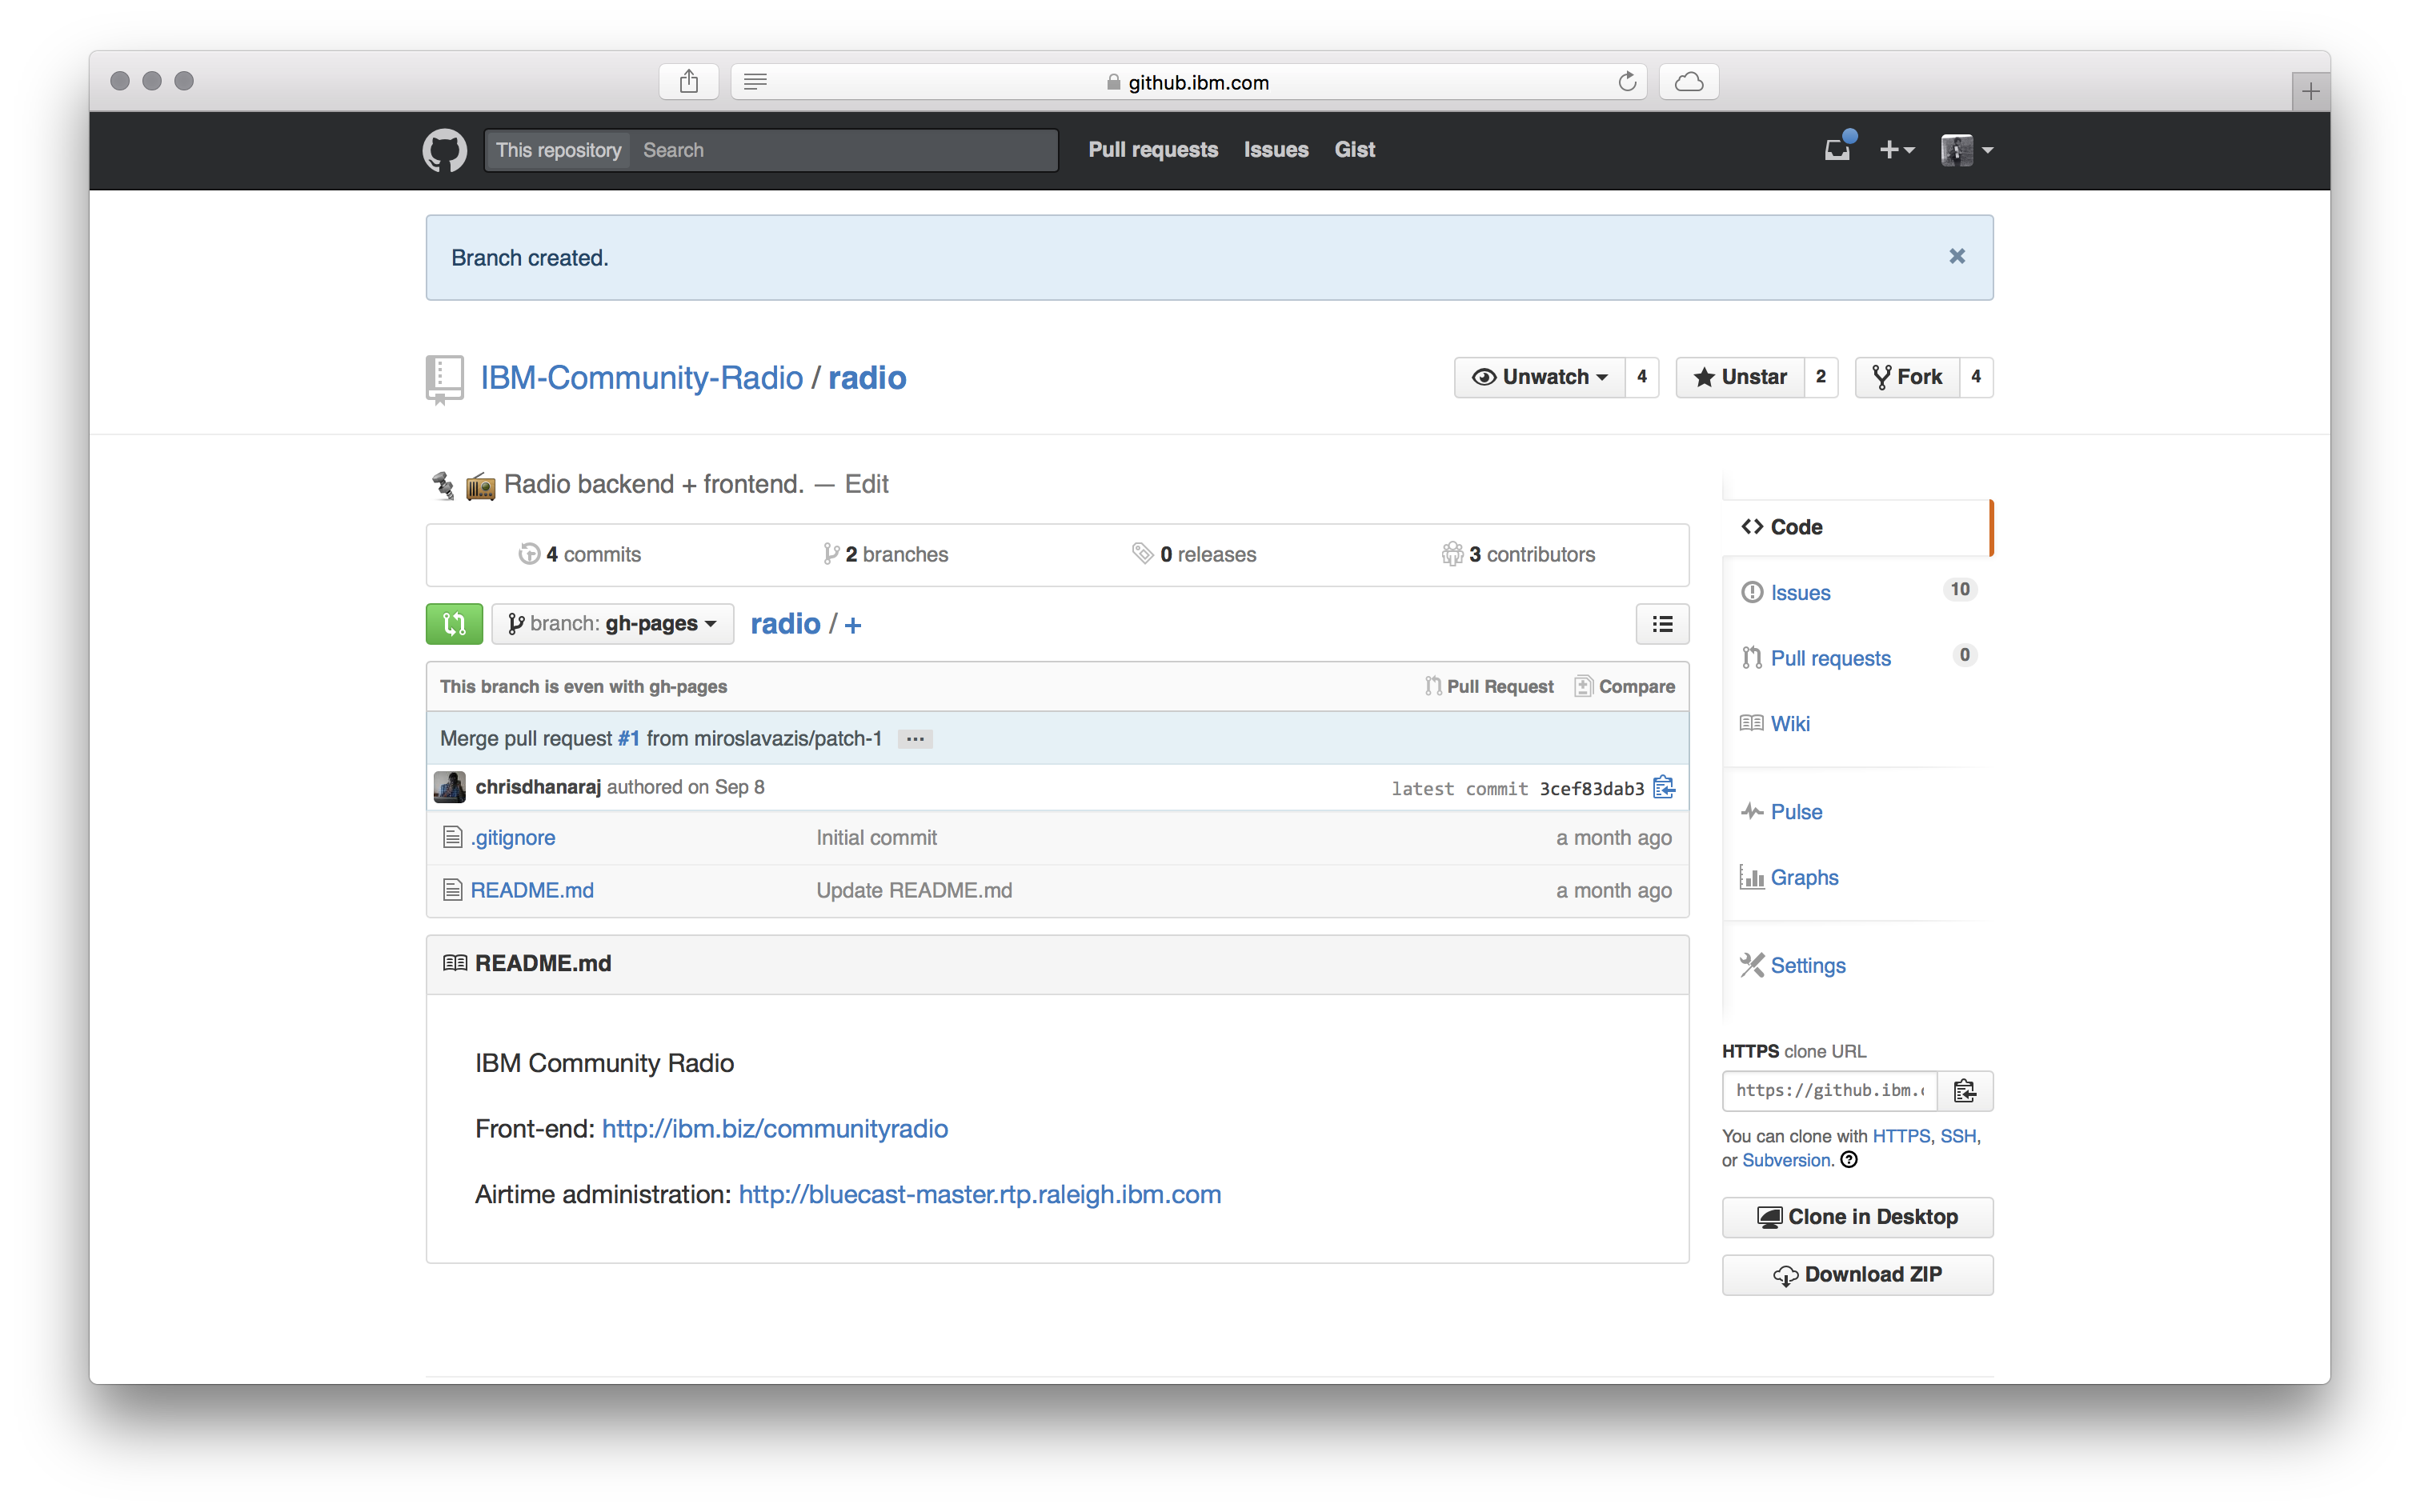 github.ibm.com
This repository Search Pull requests Issues Gist
Branch created.
IBM-Community-Radio / radio Unwatch 4 Unstar 2 Fork 4
Radio backend + frontend. — Edit
4 commits 2 branches 0 releases 3 contributors
branch: gh-pages radio / +
This branch is even with gh-pages Pull Request Compare
Merge pull request #1 from miroslavazis/patch-1 ...
chrisdhanaraj authored on Sep 8 latest commit 3cef83dab3
.gitignore Initial commit a month ago
README.md Update README.md a month ago
README.md
IBM Community Radio
Front-end: http://ibm.biz/communityradio
Airtime administration: http://bluecast-master.rtp.raleigh.ibm.com
Code
Issues 10
Pull requests 0
Wiki
Pulse
Graphs
Settings
HTTPS clone URL
https://github.ibm.
You can clone with HTTPS, SSH,
or Subversion.
Clone in Desktop
Download ZIP